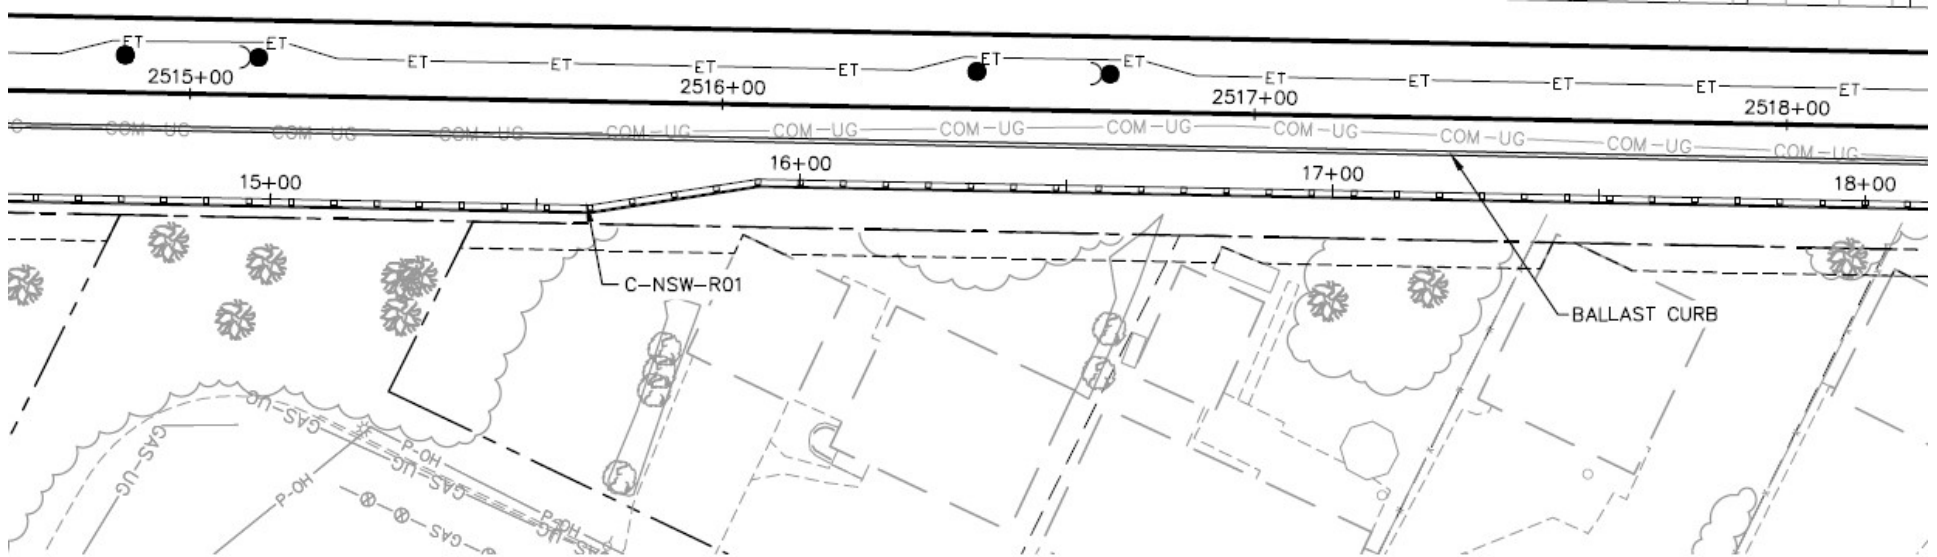 ET ET ET ET
2515+00 ET ET ET ET ET ET ET ET ET ET
2516+00 2517+00 2518+00
C COM-UG COM-UG COM-UG COM-UG COM-UG COM-UG COM-UG COM-UG COM-UG COM-UG COM-UG
15+00 16+00 17+00 18+00
C-NSW-R01
BALLAST CURB
GAS-UG GAS-UG
P-OH
P-OH GAS-UG GAS-UG
P-OH UG
GAS